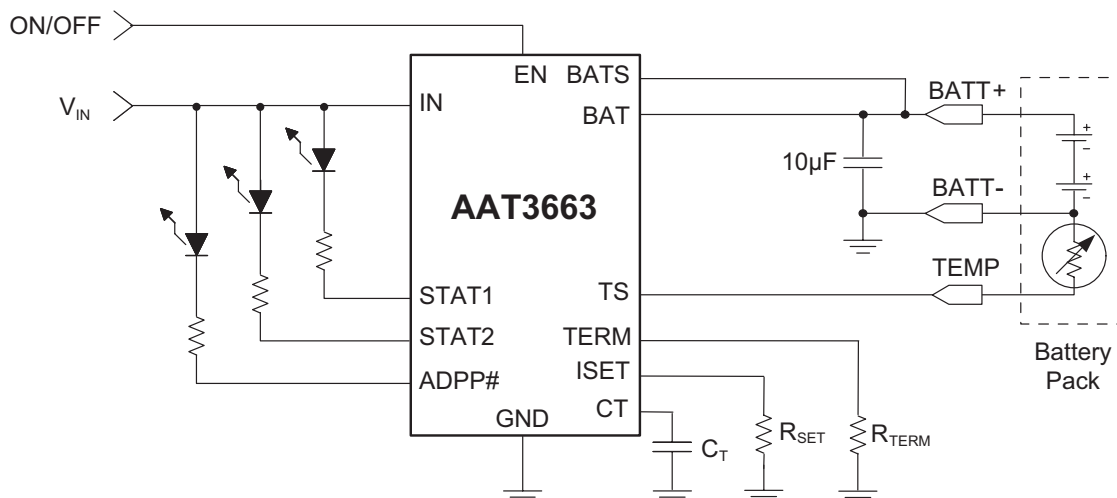 ON/OFF
V_IN
EN
BATS
IN
BAT
BATT+
+
−
10µF
+
−
AAT3663
BATT-
TEMP
STAT1
TS
STAT2
TERM
ADPP#
ISET
Battery
Pack
GND
CT
C_T
R_SET
R_TERM